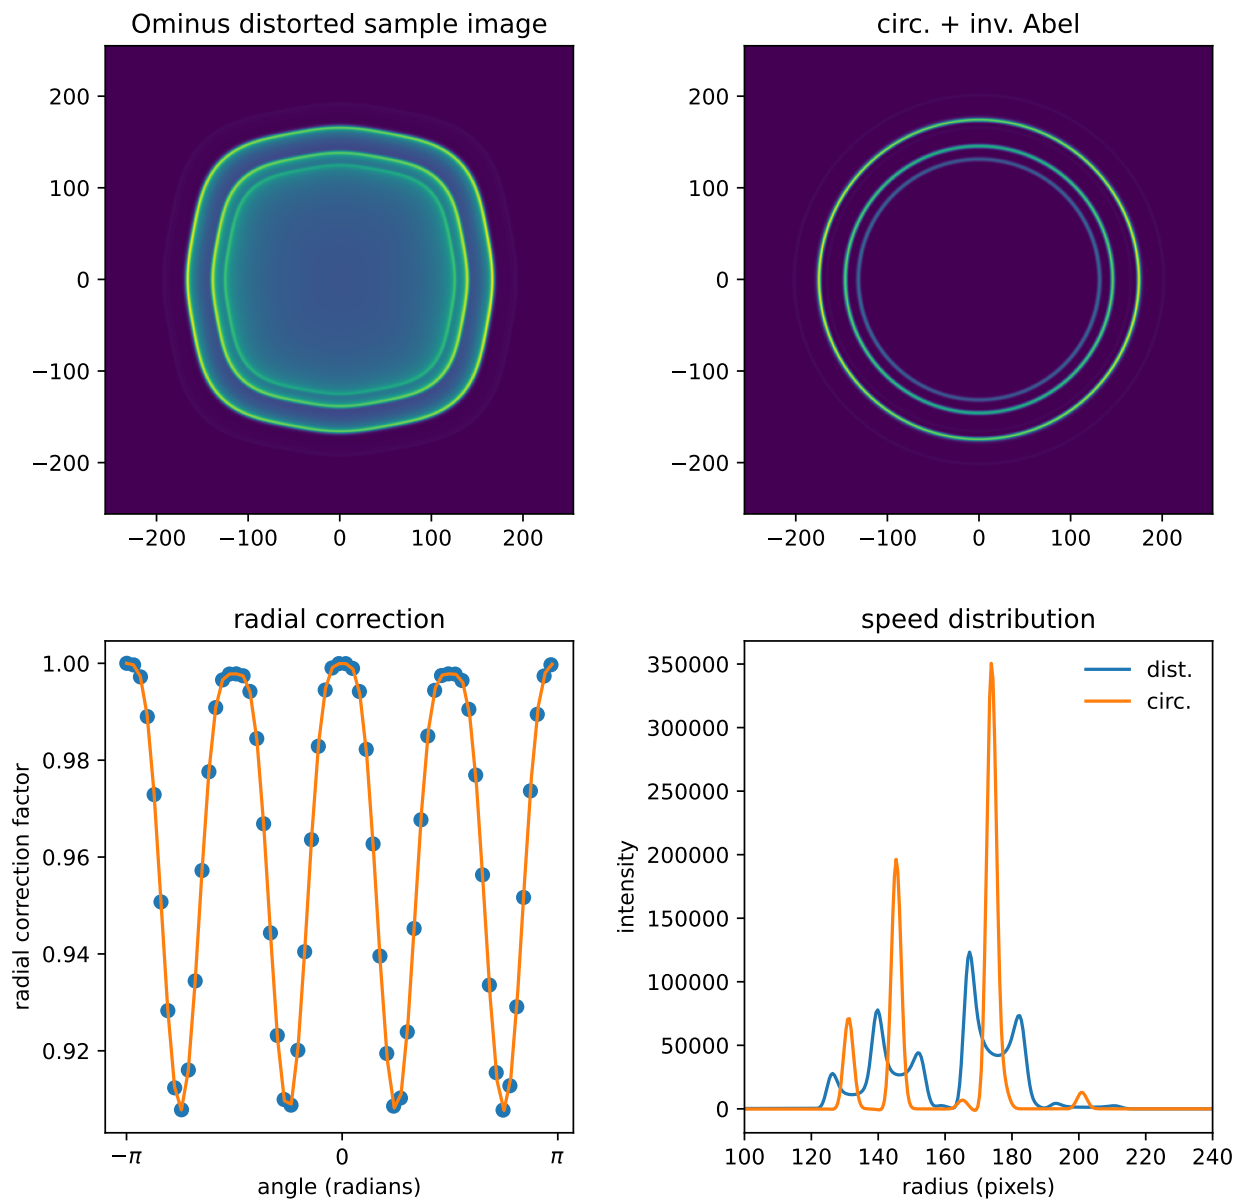 Ominus distorted sample image
200
100
0
−100
−200
−200 −100 0 100 200
circ. + inv. Abel
200
100
0
−100
−200
−200 −100 0 100 200
radial correction
radial correction factor
1.00
0.98
0.96
0.94
0.92
−π 0 π
angle (radians)
speed distribution
intensity
350000
300000
250000
200000
150000
100000
50000
0
dist.
circ.
100 120 140 160 180 200 220 240
radius (pixels)